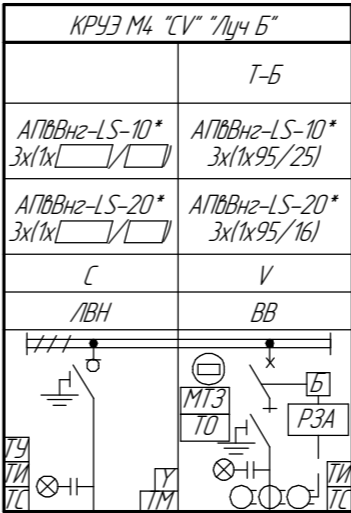 КРУЭ М4 "CV" "Луч Б"
Т-Б
АПвВнг-LS-10*
3х(1х / )
АПвВнг-LS-10*
3х(1х95/25)
АПвВнг-LS-20*
3х(1х / )
АПвВнг-LS-20*
3х(1х95/16)
C
V
ЛВН
ВВ
МТЗ
ТО
Б
РЗА
ТУ
ТИ
ТС
У
ТМ
ТИ
ТС